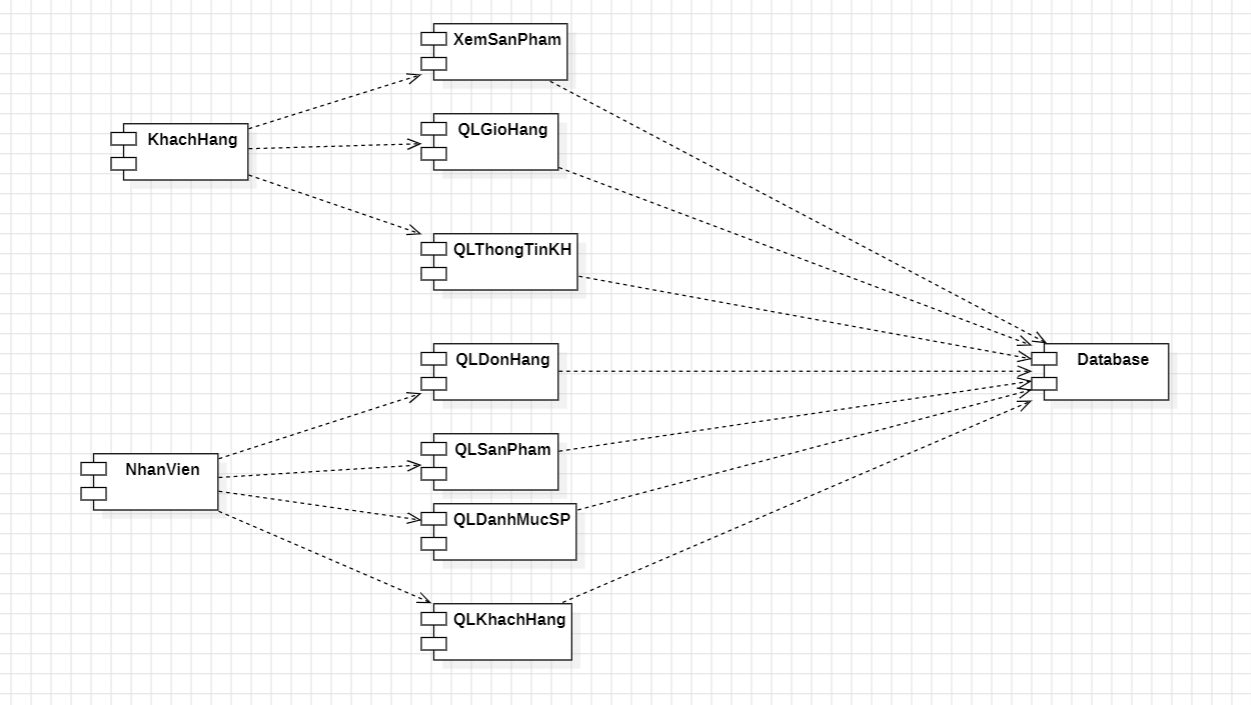 XemSanPham
QLGioHang
KhachHang
QLThongTinKH
QLDonHang
Database
QLSanPham
NhanVien
QLDanhMucSP
QLKhachHang